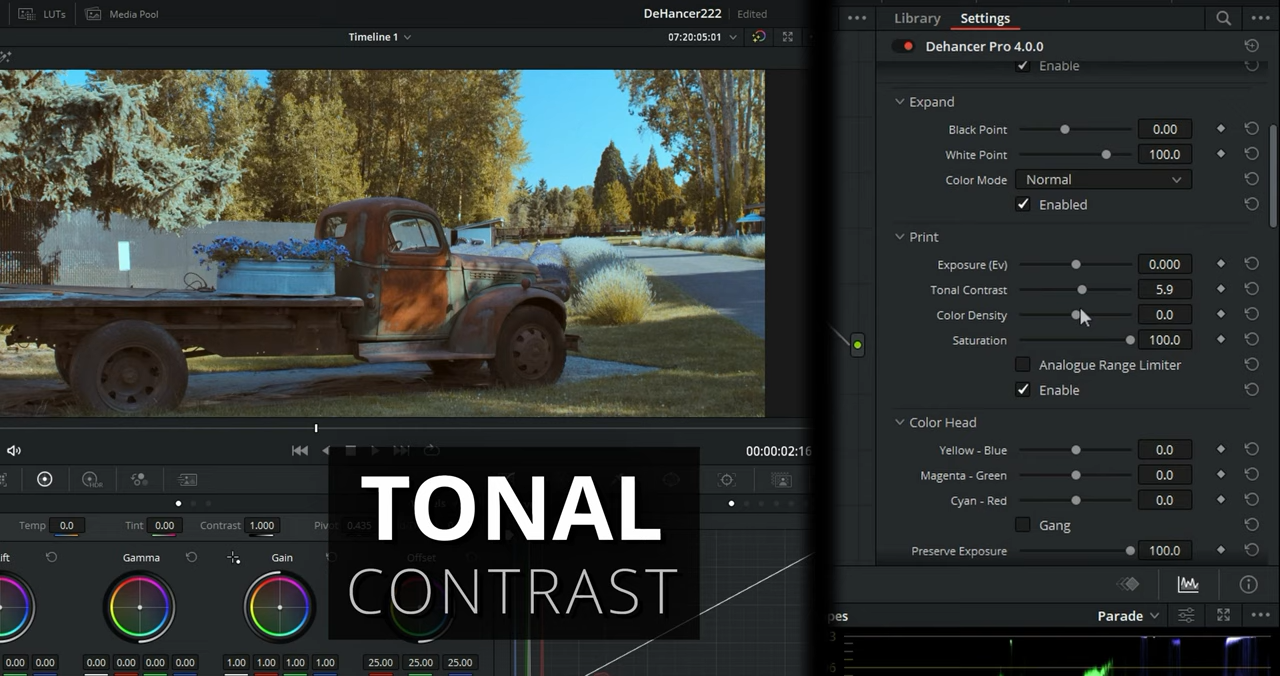 LUTs
Media Pool
DeHancer222
Edited
Timeline 1
07:20:05:01
00:00:02:16
Temp 0.0 Tint 0.00 Contrast 1.000 Pivot 0.435
ift Gamma Gain Offset
0.00 0.00 0.00 0.00 0.00 0.00 1.00 1.00 1.00 1.00 25.00 25.00 25.00
TONAL
CONTRAST
Library Settings
Dehancer Pro 4.0.0
Enable
Expand
Black Point 0.00
White Point 100.0
Color Mode Normal
Enabled
Print
Exposure (Ev) 0.000
Tonal Contrast 5.9
Color Density 0.0
Saturation 100.0
Analogue Range Limiter
Enable
Color Head
Yellow - Blue 0.0
Magenta - Green 0.0
Cyan - Red 0.0
Gang
Preserve Exposure 100.0
pes Parade